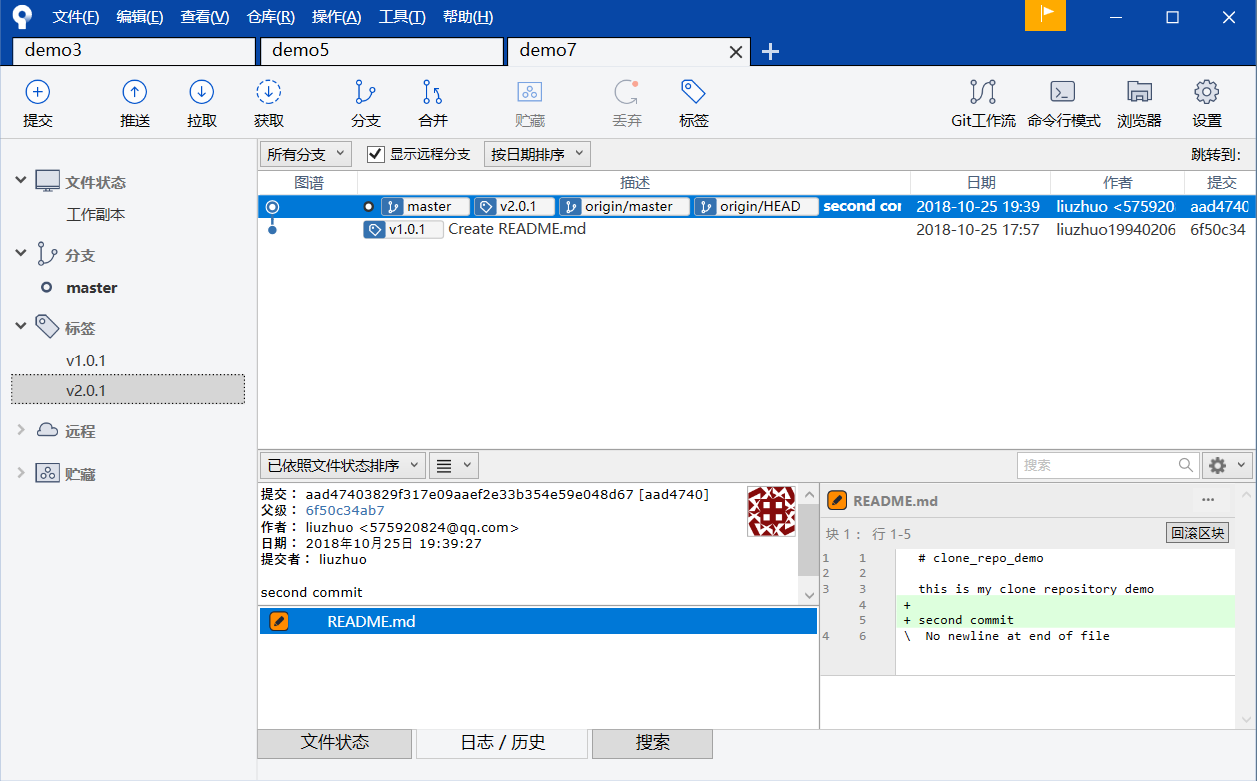 文件(F) 编辑(E) 查看(V) 仓库(R) 操作(A) 工具(T) 帮助(H)
demo3 demo5 demo7
提交 推送 拉取 获取 分支 合并 贮藏 丢弃 标签 Git工作流 命令行模式 浏览器 设置
文件状态
工作副本
分支
master
标签
v1.0.1
v2.0.1
远程
贮藏
所有分支 显示远程分支 按日期排序 跳转到:
图谱 描述 日期 作者 提交
master v2.0.1 origin/master origin/HEAD second cor 2018-10-25 19:39 liuzhuo <575920 aad4740
v1.0.1 Create README.md 2018-10-25 17:57 liuzhuo19940206 6f50c34
已依照文件状态排序 搜索
提交： aad47403829f317e09aaef2e33b354e59e048d67 [aad4740]
父级： 6f50c34ab7
作者： liuzhuo <575920824@qq.com>
日期： 2018年10月25日 19:39:27
提交者： liuzhuo
second commit
README.md
README.md
块 1： 行 1-5 回滚区块
1 1 # clone_repo_demo
2 2
3 3 this is my clone repository demo
4 +
5 + second commit
4 6 \ No newline at end of file
文件状态 日志 / 历史 搜索